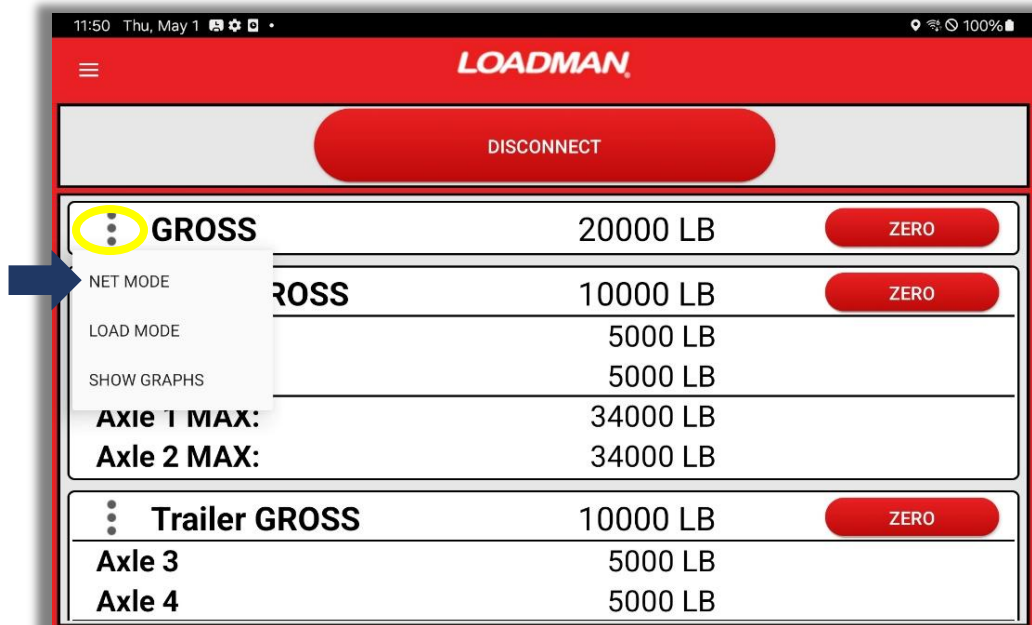 11:50 Thu, May 1 100%
LOADMAN
DISCONNECT
GROSS 20000 LB ZERO
NET MODE
ROSS 10000 LB ZERO
LOAD MODE
5000 LB
SHOW GRAPHS
5000 LB
Axle 1 MAX: 34000 LB
Axle 2 MAX: 34000 LB
Trailer GROSS 10000 LB ZERO
Axle 3 5000 LB
Axle 4 5000 LB